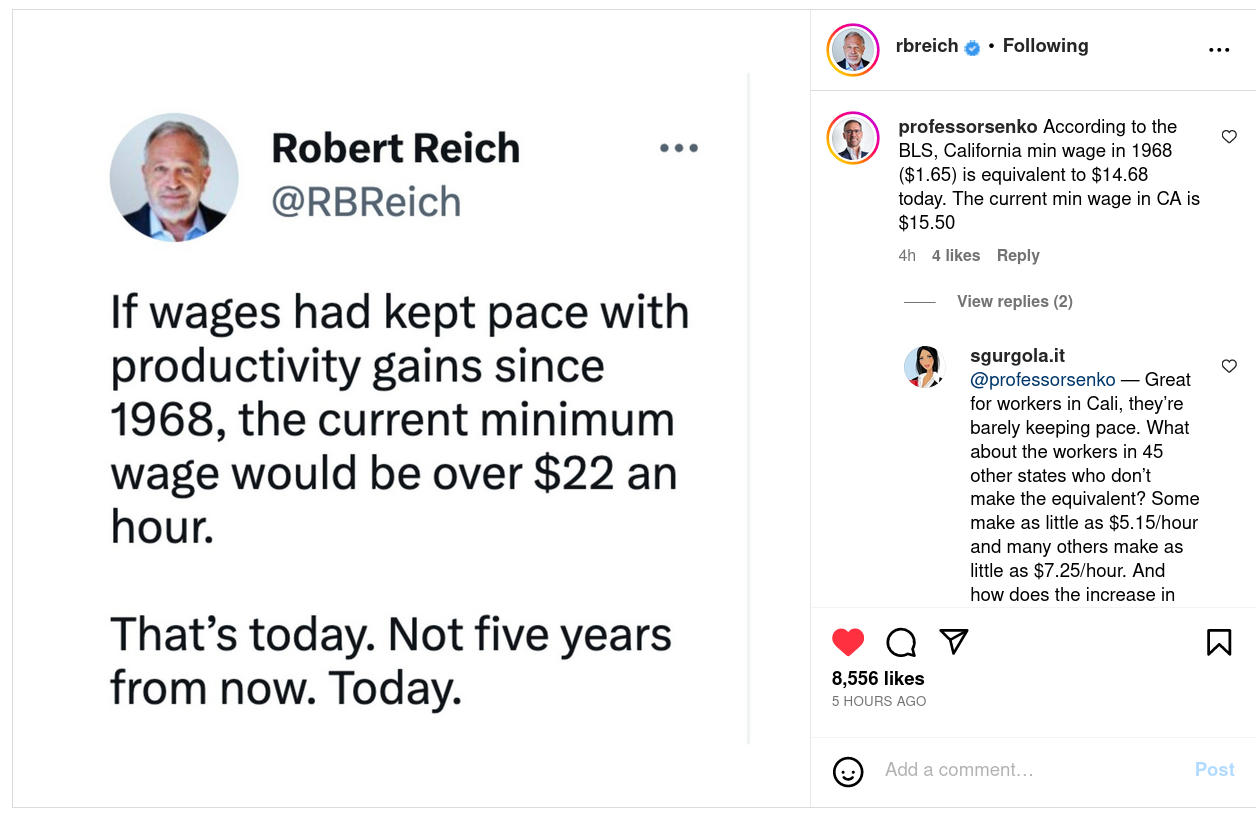 Robert Reich
@RBReich
If wages had kept pace with
productivity gains since
1968, the current minimum
wage would be over $22 an
hour.
That’s today. Not five years
from now. Today.
rbreich • Following
professorsenko According to the
BLS, California min wage in 1968
($1.65) is equivalent to $14.68
today. The current min wage in CA is
$15.50
4h 4 likes Reply
View replies (2)
sgurgola.it
@professorsenko — Great
for workers in Cali, they’re
barely keeping pace. What
about the workers in 45
other states who don’t
make the equivalent? Some
make as little as $5.15/hour
and many others make as
little as $7.25/hour. And
how does the increase in
8,556 likes
5 HOURS AGO
Add a comment…
Post